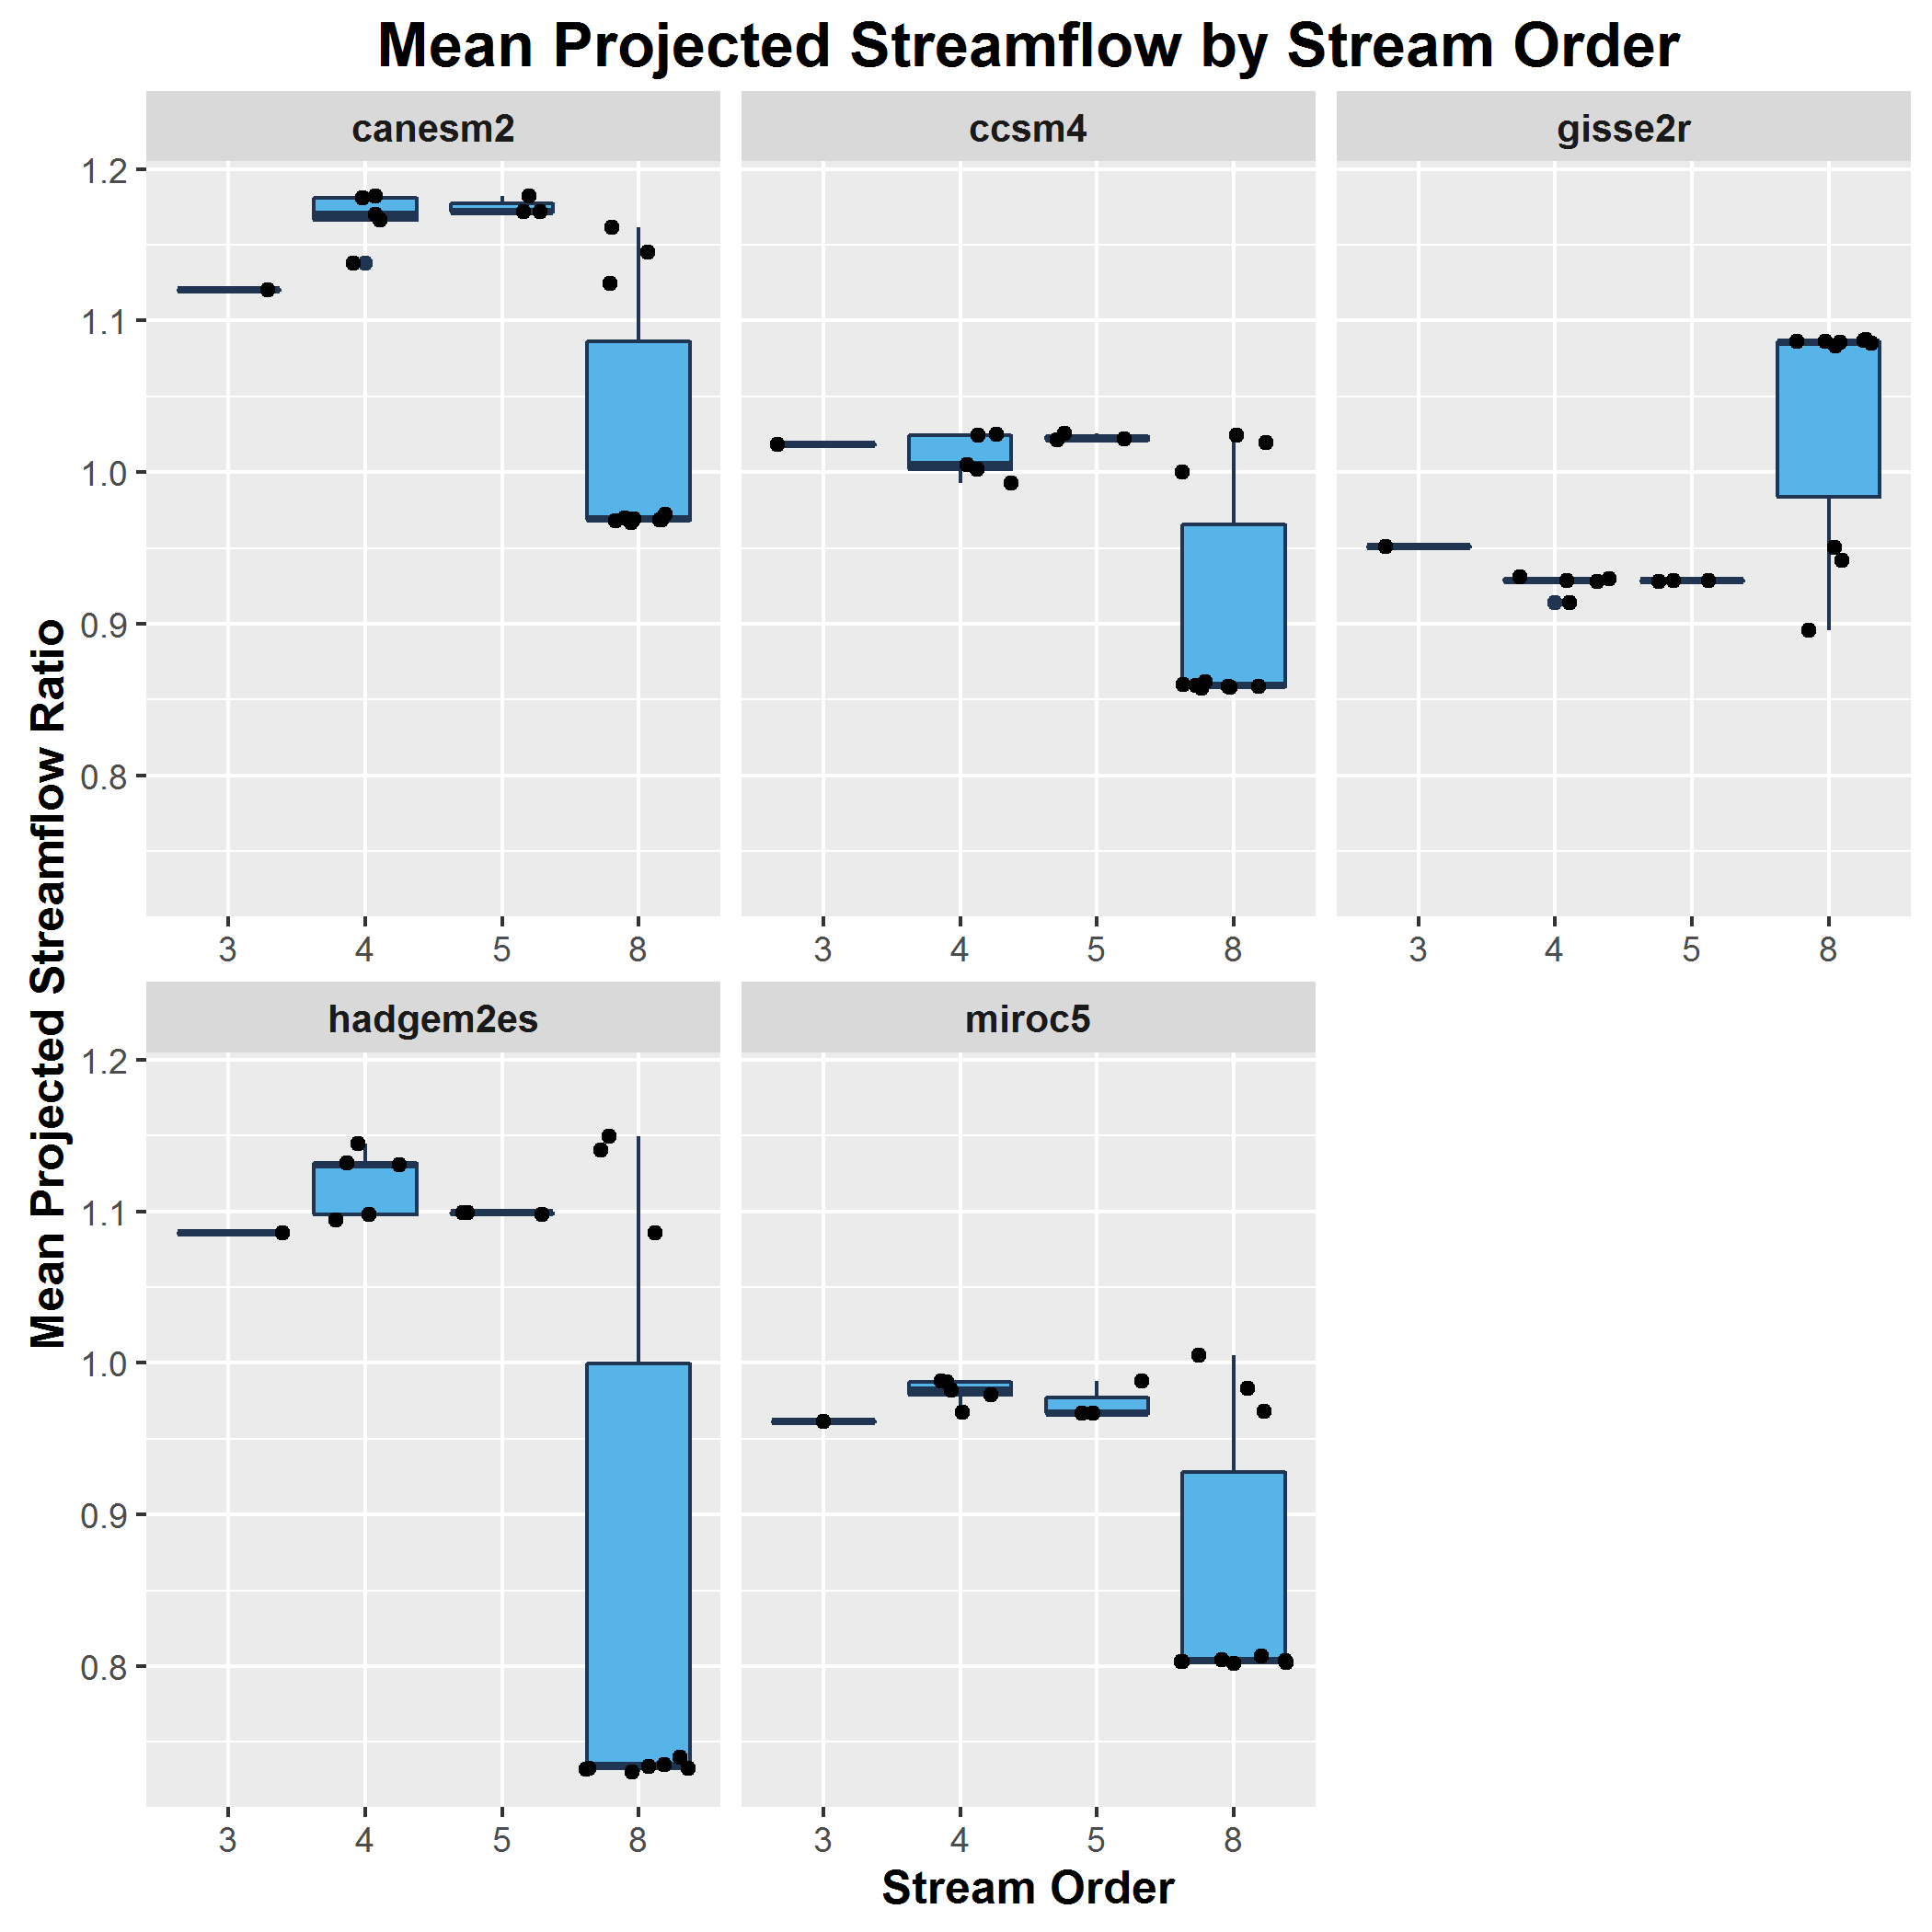 Mean Projected Streamflow by Stream Order
canesm2 ccsm4 gisse2r
1.2
1.1
1.0
0.9
0.8
3 4 5 8 3 4 5 8 3 4 5 8
Mean Projected Streamflow Ratio
hadgem2es miroc5
1.2
1.1
1.0
0.9
0.8
3 4 5 8 3 4 5 8
Stream Order